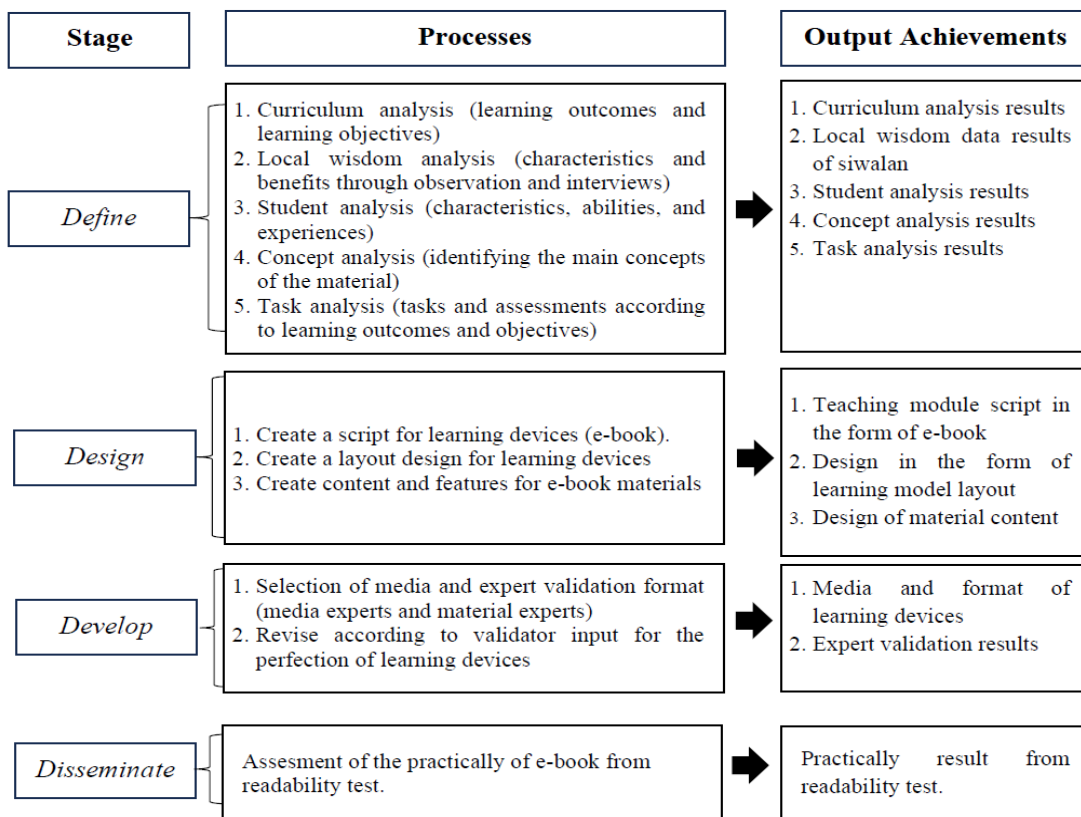 Stage
Processes
Output Achievements
Define
1. Curriculum analysis (learning outcomes and
learning objectives)
2. Local wisdom analysis (characteristics and
benefits through observation and interviews)
3. Student analysis (characteristics, abilities, and
experiences)
4. Concept analysis (identifying the main concepts
of the material)
5. Task analysis (tasks and assessments according
to learning outcomes and objectives)
1. Curriculum analysis results
2. Local wisdom data results
of siwalan
3. Student analysis results
4. Concept analysis results
5. Task analysis results
Design
1. Create a script for learning devices (e-book).
2. Create a layout design for learning devices
3. Create content and features for e-book materials
1. Teaching module script in
the form of e-book
2. Design in the form of
learning model layout
3. Design of material content
Develop
1. Selection of media and expert validation format
(media experts and material experts)
2. Revise according to validator input for the
perfection of learning devices
1. Media and format of
learning devices
2. Expert validation results
Disseminate
Assesment of the practically of e-book from
readability test.
Practically result from
readability test.